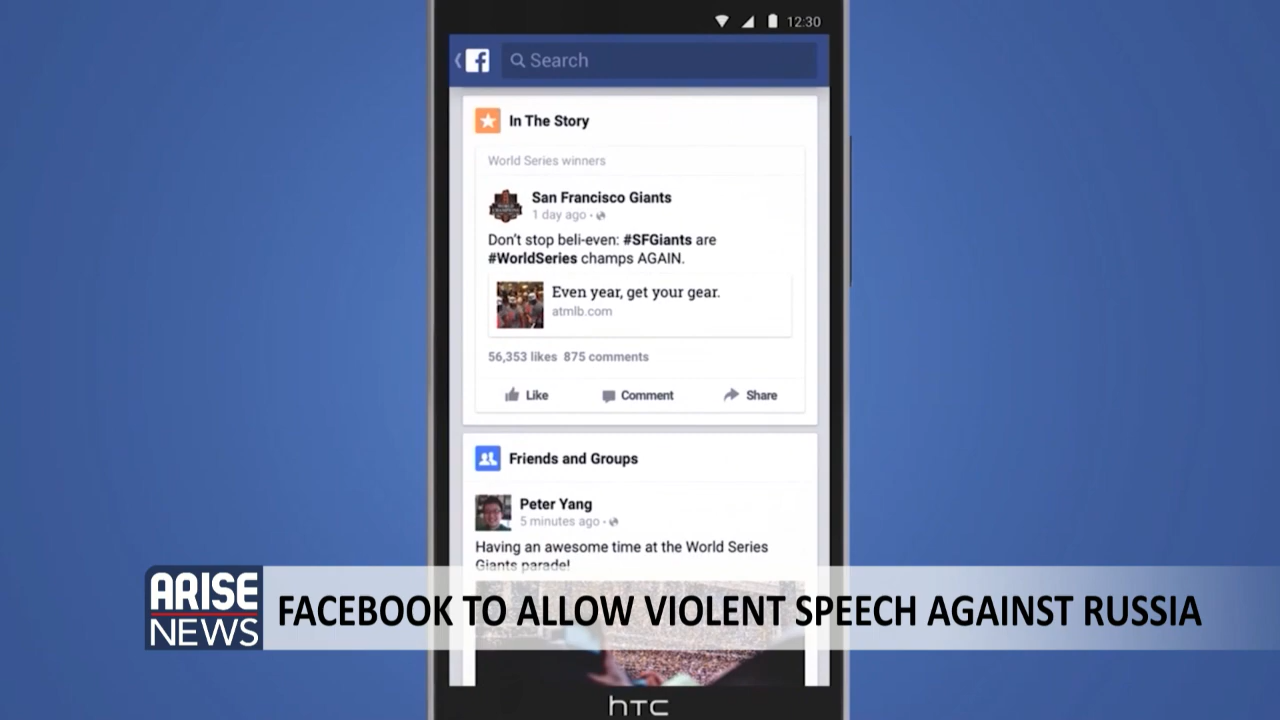 12:30
f
Search
In The Story
World Series winners
San Francisco Giants
1 day ago
Don't stop beli-even: #SFGiants are
#WorldSeries champs AGAIN.
Even year, get your gear.
atmlb.com
56,353 likes 875 comments
Like Comment Share
Friends and Groups
Peter Yang
5 minutes ago
Having an awesome time at the World Series
Giants parade!
ARISE
NEWS
FACEBOOK TO ALLOW VIOLENT SPEECH AGAINST RUSSIA
hTC